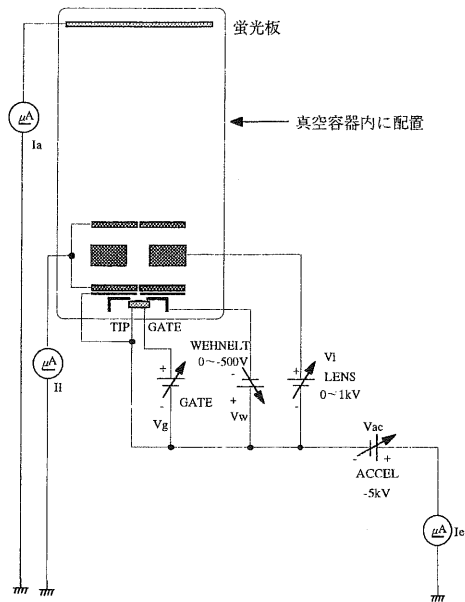 蛍光板
μA
Ia
真空容器内に配置
TIP GATE
μA
Il
WEHNELT
0～-500V
+
GATE
-
Vg
-
+
Vw
Vl
+
LENS
-
0～1kV
Vac
- +
ACCEL
-5kV
μA
Ie